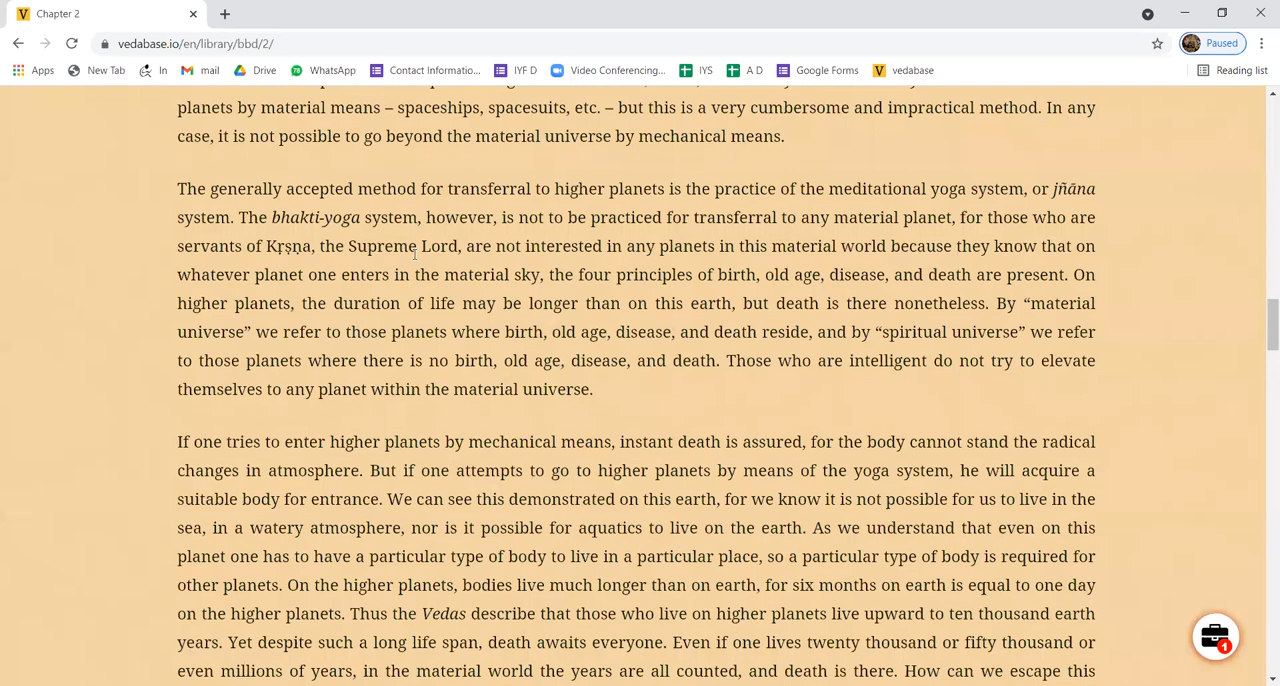 Chapter 2
vedabase.io/en/library/bbd/2/
Paused
Apps New Tab In mail Drive WhatsApp Contact Informatio... IYF D Video Conferencing... IYS A D Google Forms vedabase Reading list
planets by material means – spaceships, spacesuits, etc. – but this is a very cumbersome and impractical method. In any
case, it is not possible to go beyond the material universe by mechanical means.
The generally accepted method for transferral to higher planets is the practice of the meditational yoga system, or jñāna
system. The bhakti-yoga system, however, is not to be practiced for transferral to any material planet, for those who are
servants of Kṛṣṇa, the Supreme Lord, are not interested in any planets in this material world because they know that on
whatever planet one enters in the material sky, the four principles of birth, old age, disease, and death are present. On
higher planets, the duration of life may be longer than on this earth, but death is there nonetheless. By “material
universe” we refer to those planets where birth, old age, disease, and death reside, and by “spiritual universe” we refer
to those planets where there is no birth, old age, disease, and death. Those who are intelligent do not try to elevate
themselves to any planet within the material universe.
If one tries to enter higher planets by mechanical means, instant death is assured, for the body cannot stand the radical
changes in atmosphere. But if one attempts to go to higher planets by means of the yoga system, he will acquire a
suitable body for entrance. We can see this demonstrated on this earth, for we know it is not possible for us to live in the
sea, in a watery atmosphere, nor is it possible for aquatics to live on the earth. As we understand that even on this
planet one has to have a particular type of body to live in a particular place, so a particular type of body is required for
other planets. On the higher planets, bodies live much longer than on earth, for six months on earth is equal to one day
on the higher planets. Thus the Vedas describe that those who live on higher planets live upward to ten thousand earth
years. Yet despite such a long life span, death awaits everyone. Even if one lives twenty thousand or fifty thousand or
even millions of years, in the material world the years are all counted, and death is there. How can we escape this
1